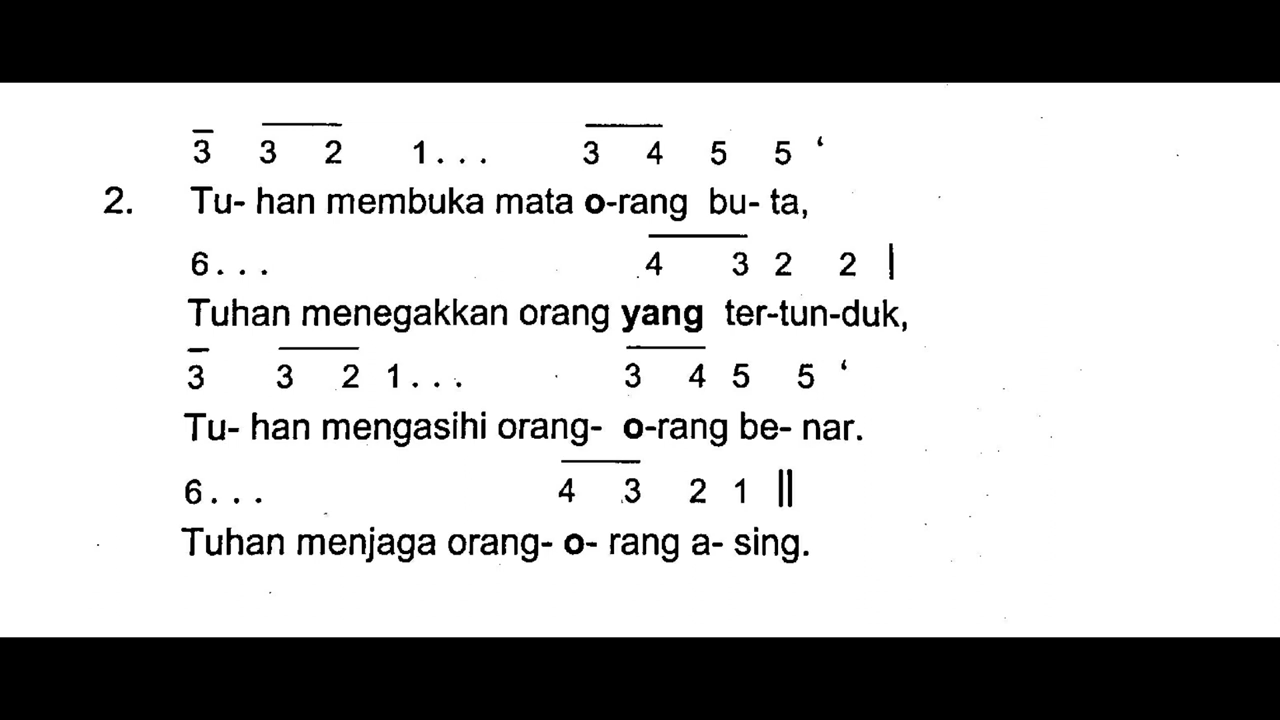 3 3 2 1... 3 4 5 5 ‘
2. Tu- han membuka mata o-rang bu- ta,
6... 4 3 2 2 |
Tuhan menegakkan orang yang ter-tun-duk,
3 3 2 1... 3 4 5 5 ‘
Tu- han mengasihi orang- o-rang be- nar.
6... 4 3 2 1 ||
Tuhan menjaga orang- o- rang a- sing.